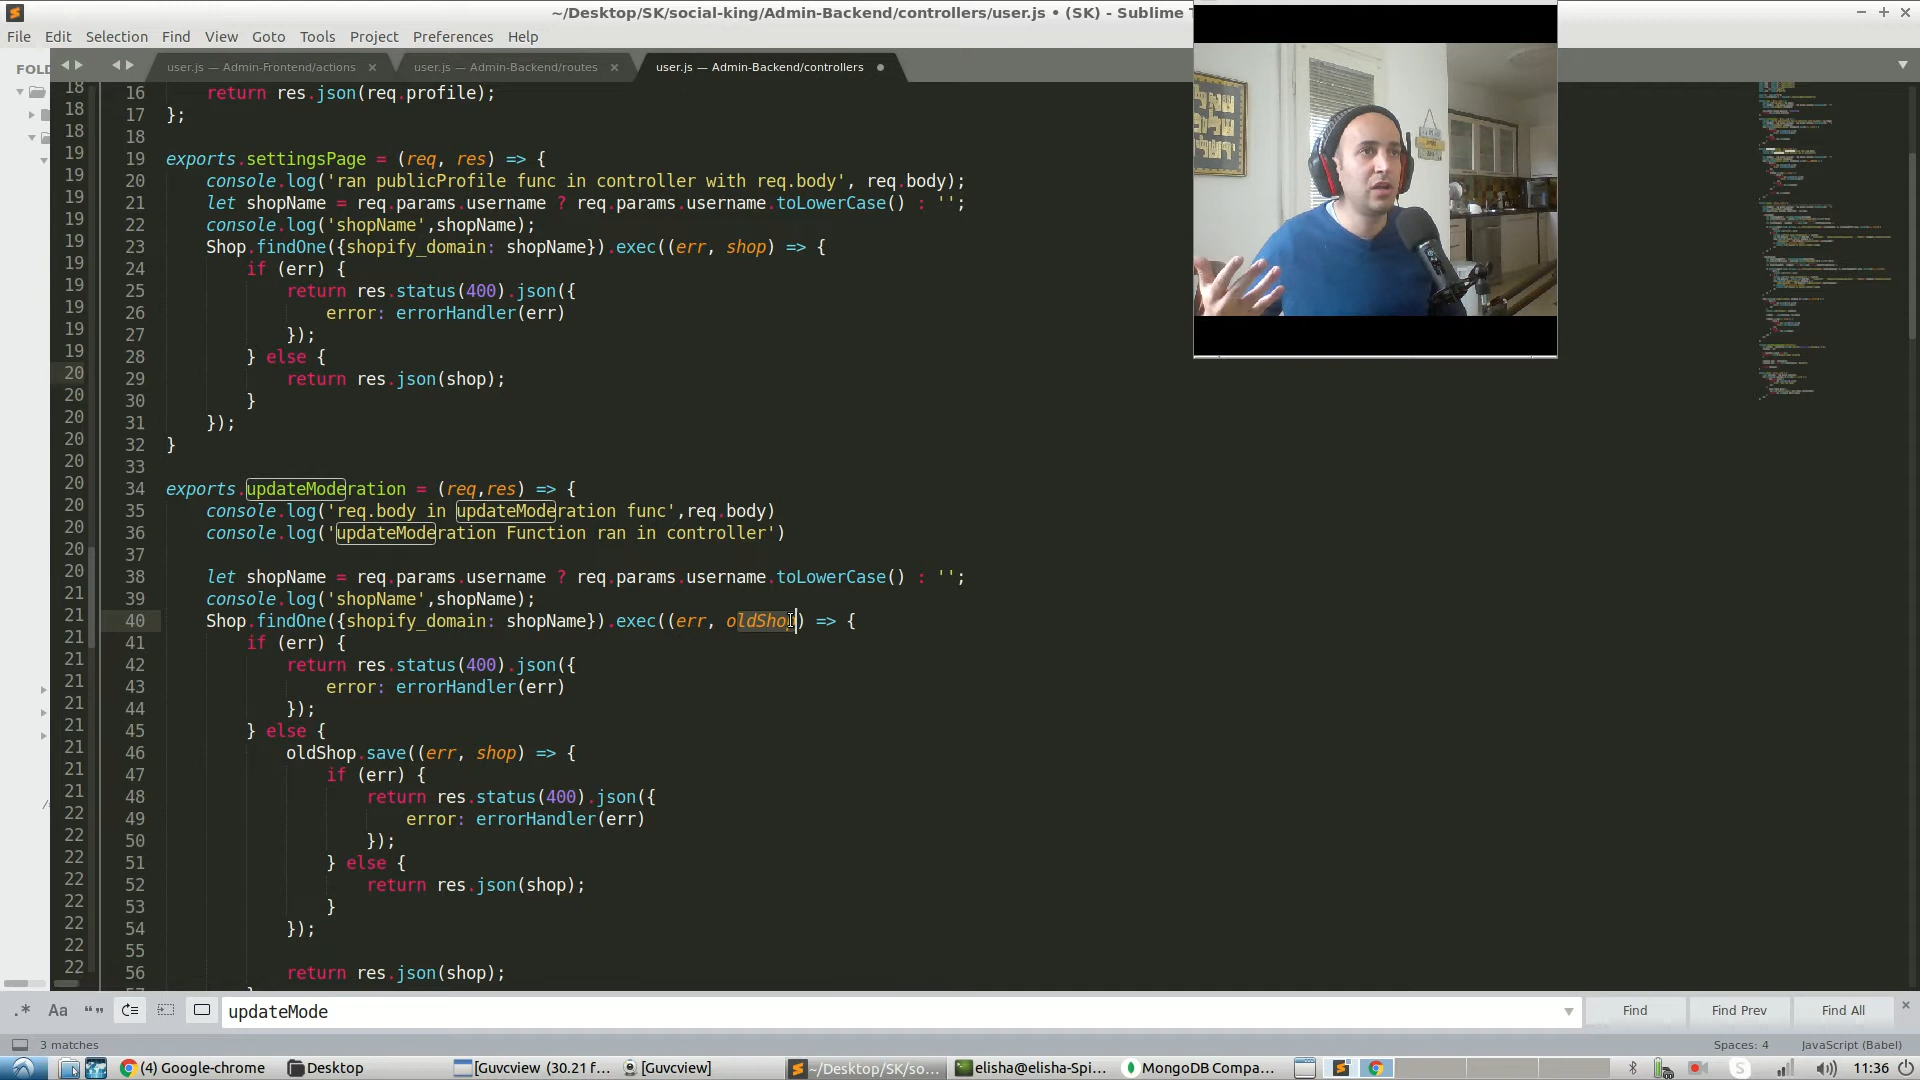 ~/Desktop/SK/social-king/Admin-Backend/controllers/user.js • (SK) - Sublime T
File Edit Selection Find View Goto Tools Project Preferences Help
FOLD
user.js — Admin-Frontend/actions
user.js — Admin-Backend/routes
user.js — Admin-Backend/controllers
16 return res.json(req.profile);
17 };
18
19 exports.settingsPage = (req, res) => {
20 console.log('ran publicProfile func in controller with req.body', req.body);
21 let shopName = req.params.username ? req.params.username.toLowerCase() : '';
22 console.log('shopName',shopName);
23 Shop.findOne({shopify_domain: shopName}).exec((err, shop) => {
24 if (err) {
25 return res.status(400).json({
26 error: errorHandler(err)
27 });
28 } else {
29 return res.json(shop);
30 }
31 });
32 }
33
34 exports.updateModeration = (req,res) => {
35 console.log('req.body in updateModeration func',req.body)
36 console.log('updateModeration Function ran in controller')
37
38 let shopName = req.params.username ? req.params.username.toLowerCase() : '';
39 console.log('shopName',shopName);
40 Shop.findOne({shopify_domain: shopName}).exec((err, oldShop) => {
41 if (err) {
42 return res.status(400).json({
43 error: errorHandler(err)
44 });
45 } else {
46 oldShop.save((err, shop) => {
47 if (err) {
48 return res.status(400).json({
49 error: errorHandler(err)
50 });
51 } else {
52 return res.json(shop);
53 }
54 });
55
56 return res.json(shop);
updateMode
Find
Find Prev
Find All
3 matches
Spaces: 4
JavaScript (Babel)
(4) Google-chrome
Desktop
[Guvcview (30.21 f...
[Guvcview]
~/Desktop/SK/so...
elisha@elisha-Spi...
MongoDB Compa...
11:36